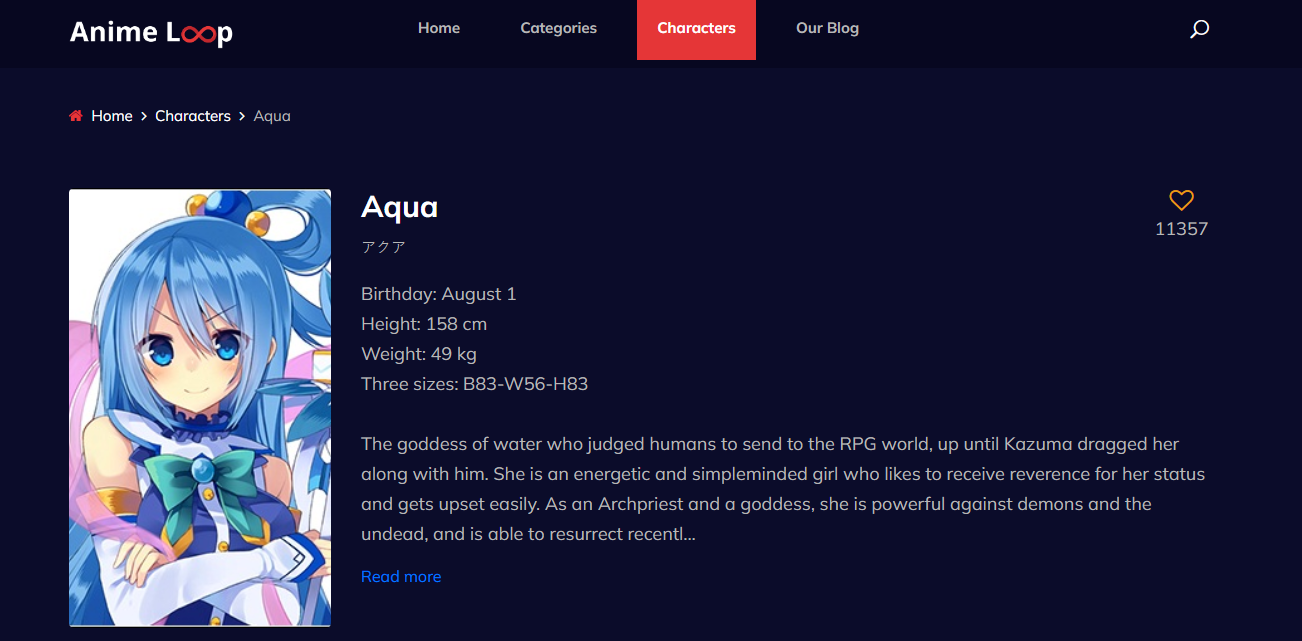 Anime Loop
Home
Categories
Characters
Our Blog
Home
Characters
Aqua
Aqua
アクア
11357
Birthday: August 1
Height: 158 cm
Weight: 49 kg
Three sizes: B83-W56-H83
The goddess of water who judged humans to send to the RPG world, up until Kazuma dragged her
along with him. She is an energetic and simpleminded girl who likes to receive reverence for her status
and gets upset easily. As an Archpriest and a goddess, she is powerful against demons and the
undead, and is able to resurrect recentl...
Read more